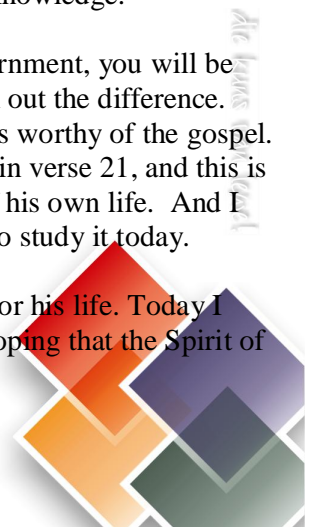 nowledge.
rnment, you will be
out the difference.
s worthy of the gospel.
in verse 21, and this is
his own life. And I
o study it today.
or his life. Today I
oping that the Spirit of